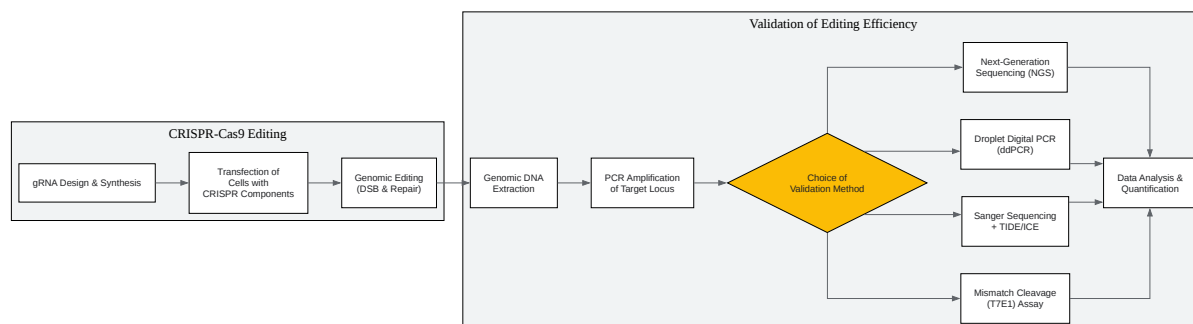 Validation of Editing Efficiency
Next-Generation
Sequencing (NGS)
CRISPR-Cas9 Editing
Droplet Digital PCR
(ddPCR)
gRNA Design & Synthesis
Transfection of
Cells with
CRISPR Components
Genomic Editing
(DSB & Repair)
Genomic DNA
Extraction
PCR Amplification
of Target Locus
Choice of
Validation Method
Data Analysis &
Quantification
Sanger Sequencing
+ TIDE/ICE
Mismatch Cleavage
(T7E1) Assay